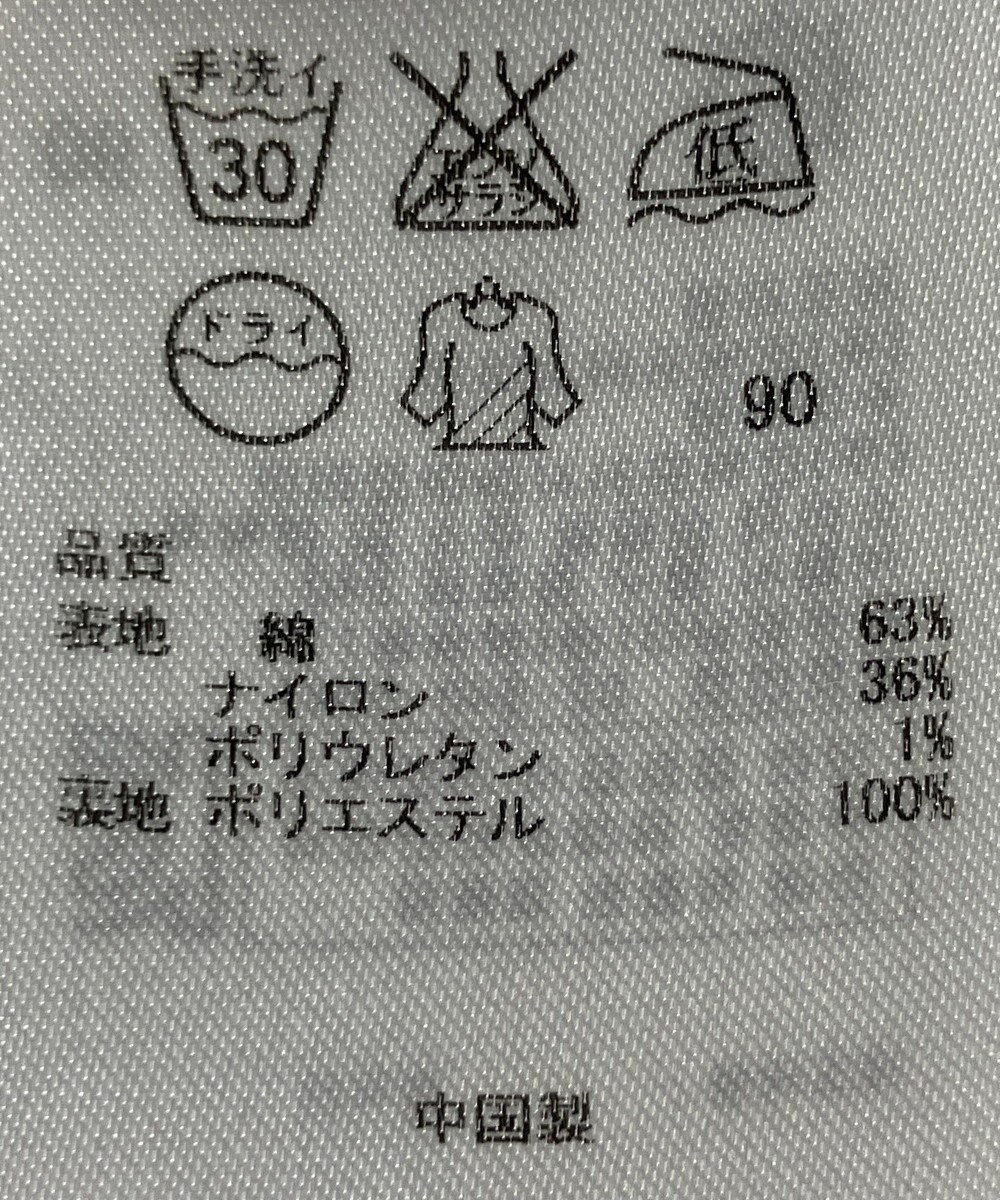 手洗イ
30
エンソ
サラシ
低
ドライ
90
品質
表地 綿 63%
ナイロン 36%
ポリウレタン 1%
裏地 ポリエステル 100%
中国製